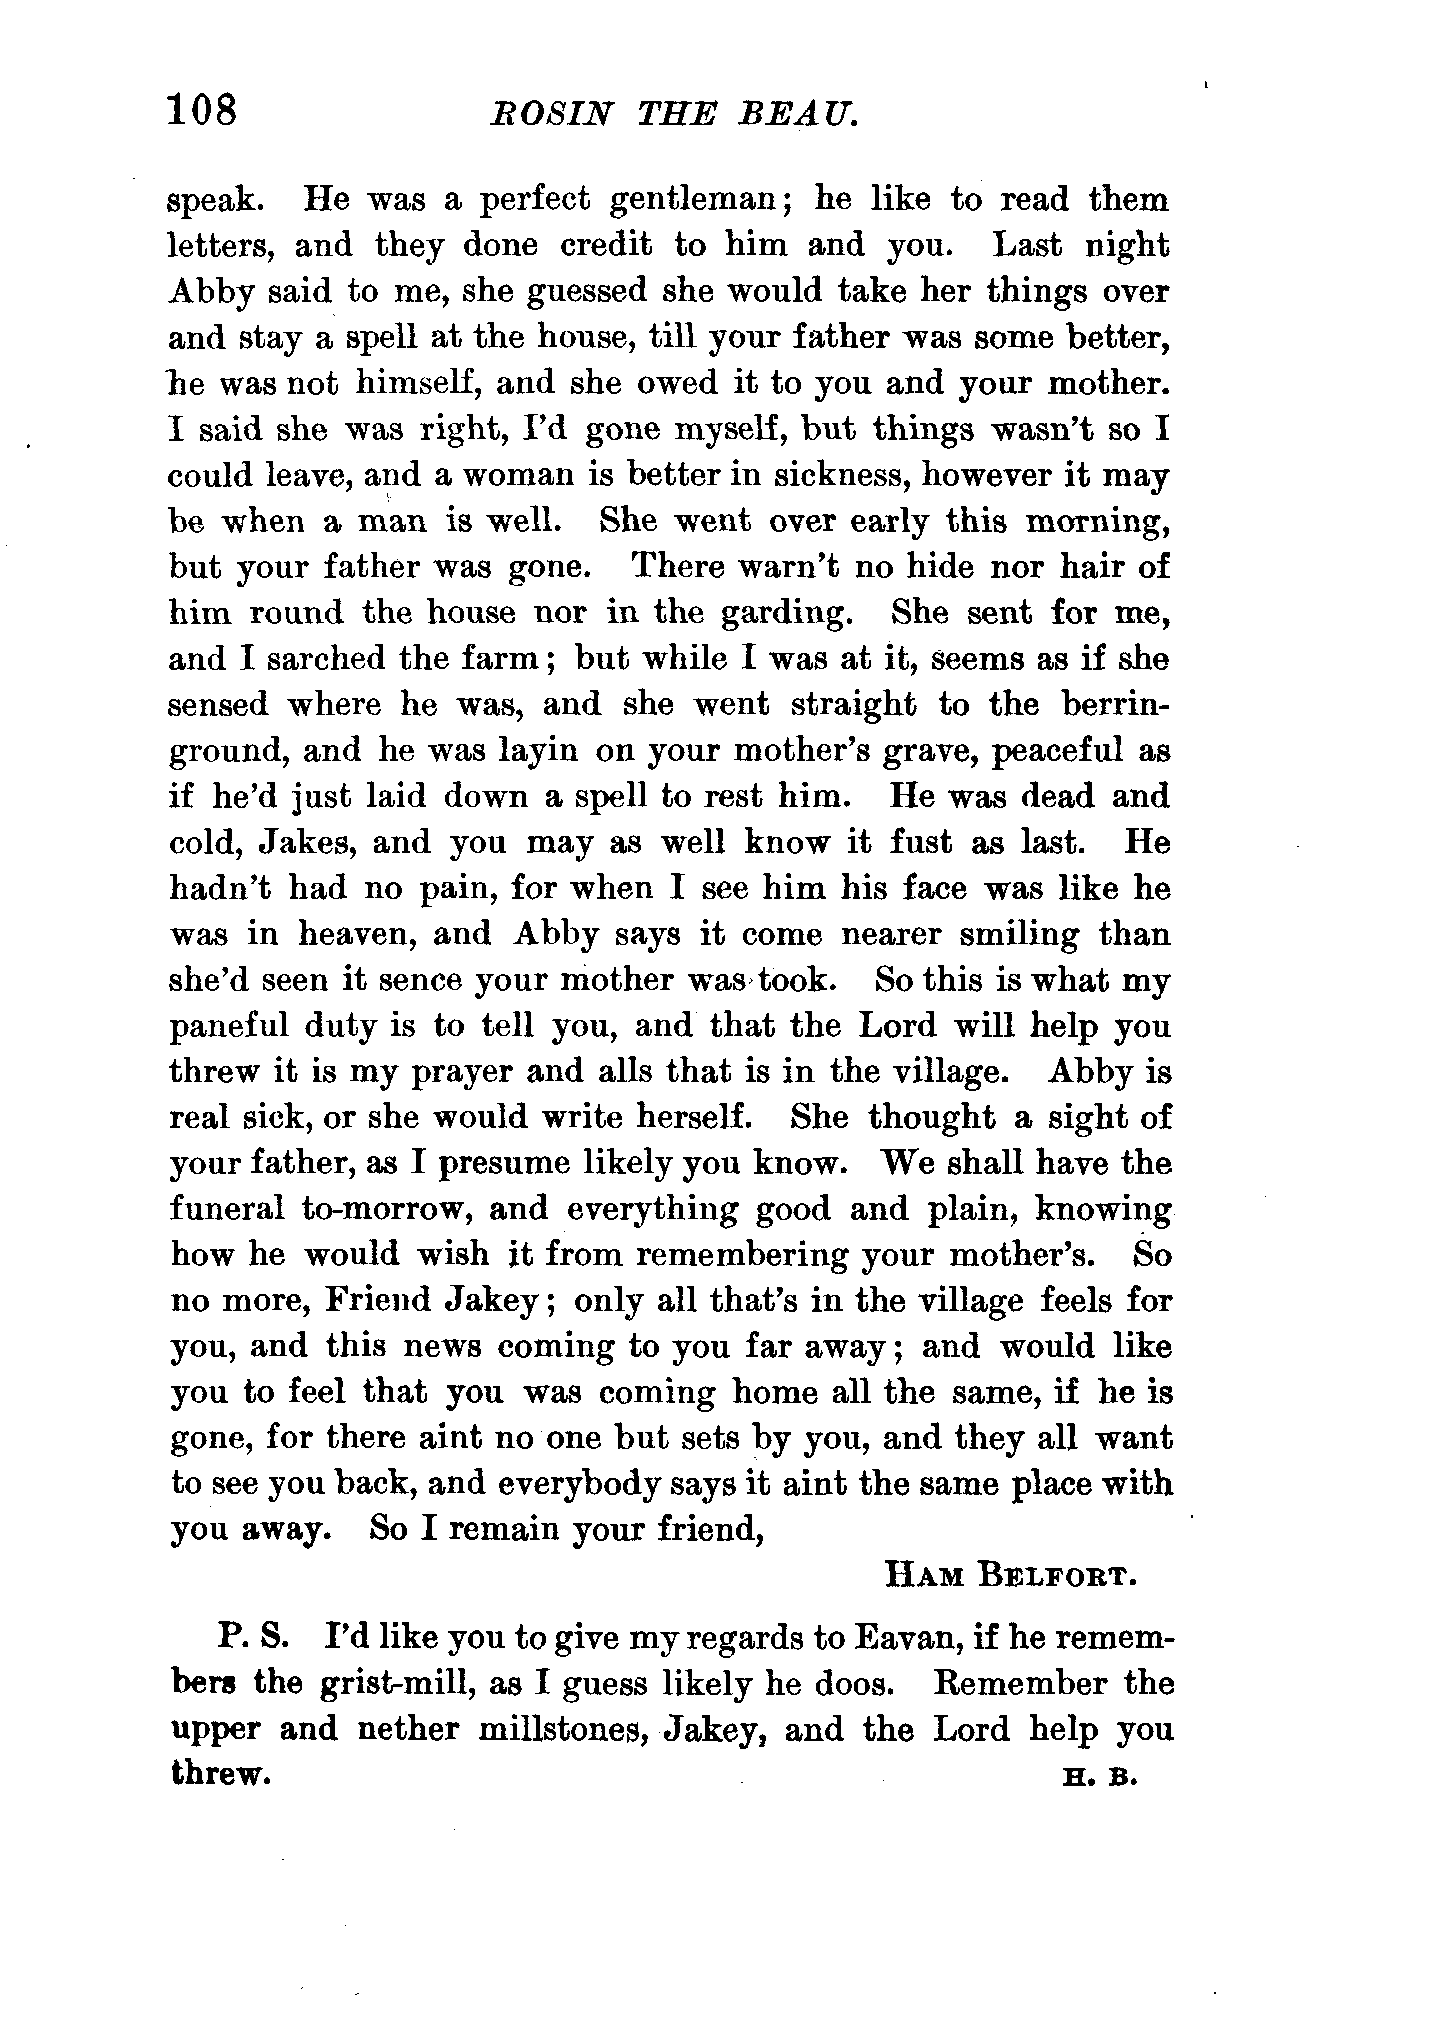 108 ROSIN THE BEAU.
speak. He was a perfect gentleman; he like to read them
letters, and they done credit to him and you. Last night
Abby said to me, she guessed she would take her things over
and stay a spell at the house, till your father was some better,
he was not himself, and she owed it to you and your mother.
I said she was right, I'd gone myself, but things wasn't so I
could leave, and a woman is better in sickness, however it may
be when a man is well. She went over early this morning,
but your father was gone. There warn't no hide nor hair of
him round the house nor in the garding. She sent for me,
and I sarched the farm; but while I was at it, seems as if she
sensed where he was, and she went straight to the berrin-
ground, and he was layin on your mother's grave, peaceful as
if he'd just laid down a spell to rest him. He was dead and
cold, Jakes, and you may as well know it fust as last. He
hadn't had no pain, for when I see him his face was like he
was in heaven, and Abby says it come nearer smiling than
she'd seen it sence your mother was took. So this is what my
paneful duty is to tell you, and that the Lord will help you
threw it is my prayer and alls that is in the village. Abby is
real sick, or she would write herself. She thought a sight of
your father, as I presume likely you know. We shall have the
funeral to-morrow, and everything good and plain, knowing
how he would wish it from remembering your mother's. So
no more, Friend Jakey; only all that's in the village feels for
you, and this news coming to you far away; and would like
you to feel that you was coming home all the same, if he is
gone, for there aint no one but sets by you, and they all want
to see you back, and everybody says it aint the same place with
you away. So I remain your friend,
HAM BELFORT.
P. S. I'd like you to give my regards to Eavan, if he remem-
bers the grist-mill, as I guess likely he doos. Remember the
upper and nether millstones, Jakey, and the Lord help you
threw. H. B.